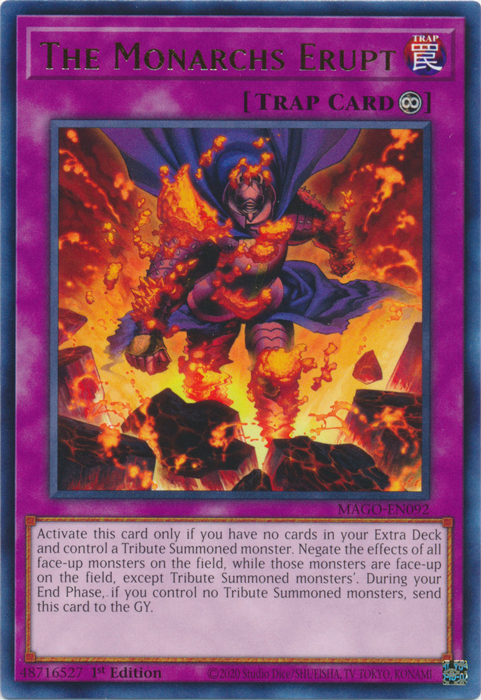 THE MONARCHS ERUPT
TRAP
罠
[TRAP CARD]
MAGO-EN092
Activate this card only if you have no cards in your Extra Deck
and control a Tribute Summoned monster. Negate the effects of all
face-up monsters on the field, while those monsters are face-up
on the field, except Tribute Summoned monsters'. During your
End Phase, if you control no Tribute Summoned monsters, send
this card to the GY.
48716527 1st Edition
©2020 Studio Dice/SHUEISHA, TV TOKYO, KONAMI